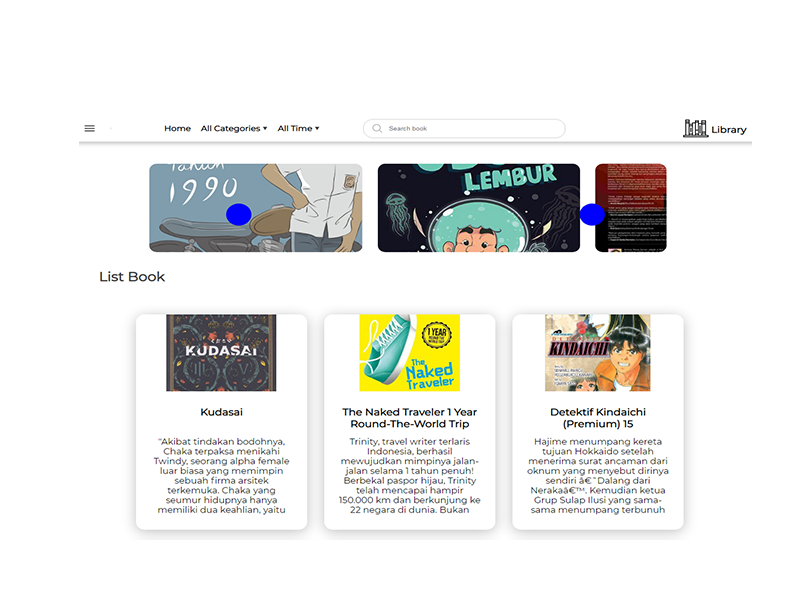 Home All Categories ▾ All Time ▾ Search book Library
1990
LEMBUR
List Book
KUDASAI
1 YEAR
The
Naked
Traveler
KINDAICHI
Kudasai
"Akibat tindakan bodohnya,
Chaka terpaksa menikahi
Twindy, seorang alpha female
luar biasa yang memimpin
sebuah firma arsitek
terkemuka. Chaka yang
seumur hidupnya hanya
memiliki dua keahlian, yaitu
The Naked Traveler 1 Year
Round-The-World Trip
Trinity, travel writer terlaris
Indonesia, berhasil
mewujudkan mimpinya jalan-
jalan selama 1 tahun penuh!
Berbekal paspor hijau, Trinity
telah mencapai hampir
150.000 km dan berkunjung ke
22 negara di dunia. Bukan
Detektif Kindaichi
(Premium) 15
Hajime menumpang kereta
tujuan Hokkaido setelah
menerima surat ancaman dari
oknum yang menyebut dirinya
sendiri â€˜Dalang dari
Nerakaâ€™. Kemudian ketua
Grup Sulap Ilusi yang sama-
sama menumpang terbunuh